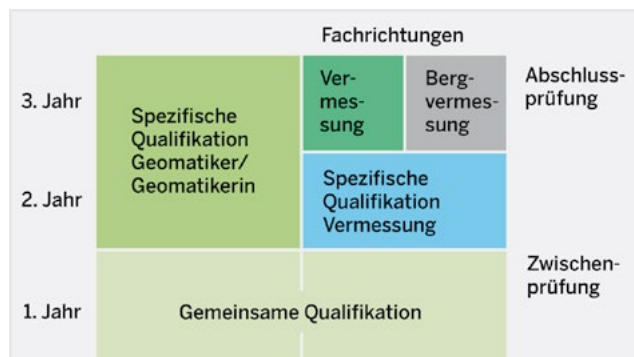 Fachrichtungen
3. Jahr
2. Jahr
1. Jahr
Spezifische
Qualifikation
Geomatiker/
Geomatikerin
Ver-
mes-
sung
Berg-
vermes-
sung
Spezifische
Qualifikation
Vermessung
Gemeinsame Qualifikation
Abschluss-
prüfung
Zwischen-
prüfung